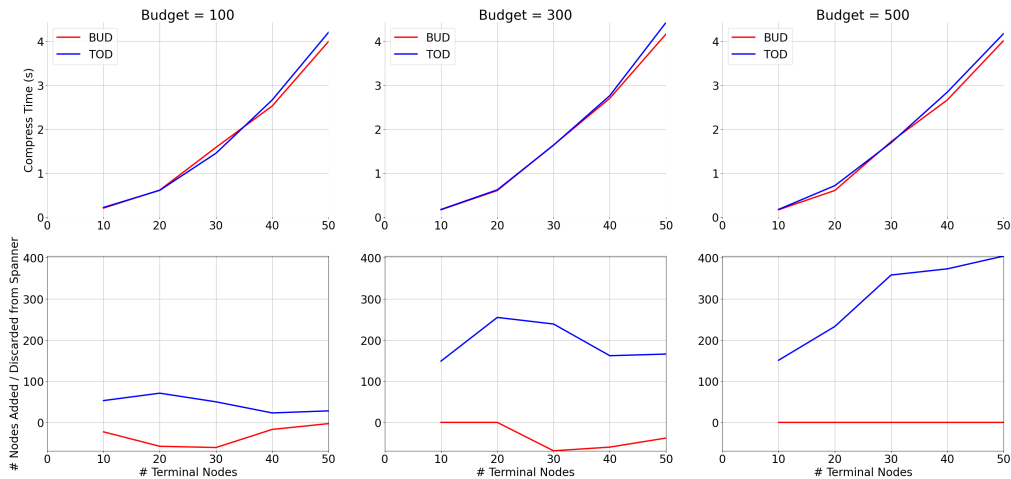 Budget = 100
Budget = 300
Budget = 500
BUD
TOD
BUD
TOD
BUD
TOD
Compress Time (s)
4
3
2
1
0
4
3
2
1
0
4
3
2
1
0
0 10 20 30 40 50
0 10 20 30 40 50
0 10 20 30 40 50
# Nodes Added / Discarded from Spanner
400
300
200
100
0
400
300
200
100
0
400
300
200
100
0
0 10 20 30 40 50
0 10 20 30 40 50
0 10 20 30 40 50
# Terminal Nodes
# Terminal Nodes
# Terminal Nodes